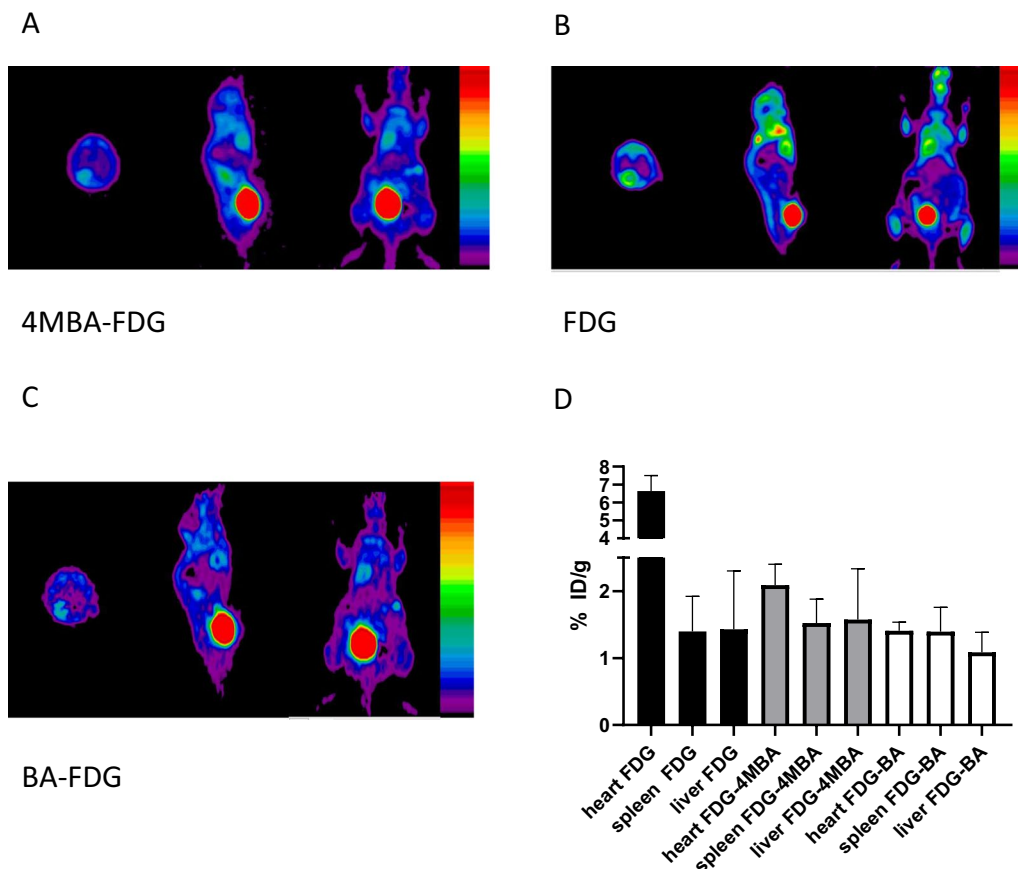 A
B
4MBA-FDG
FDG
C
D
BA-FDG
% ID/g
8
7
6
5
4
2
1
0
heart FDG
spleen FDG
liver FDG
heart FDG-4MBA
spleen FDG-4MBA
liver FDG-4MBA
heart FDG-BA
spleen FDG-BA
liver FDG-BA